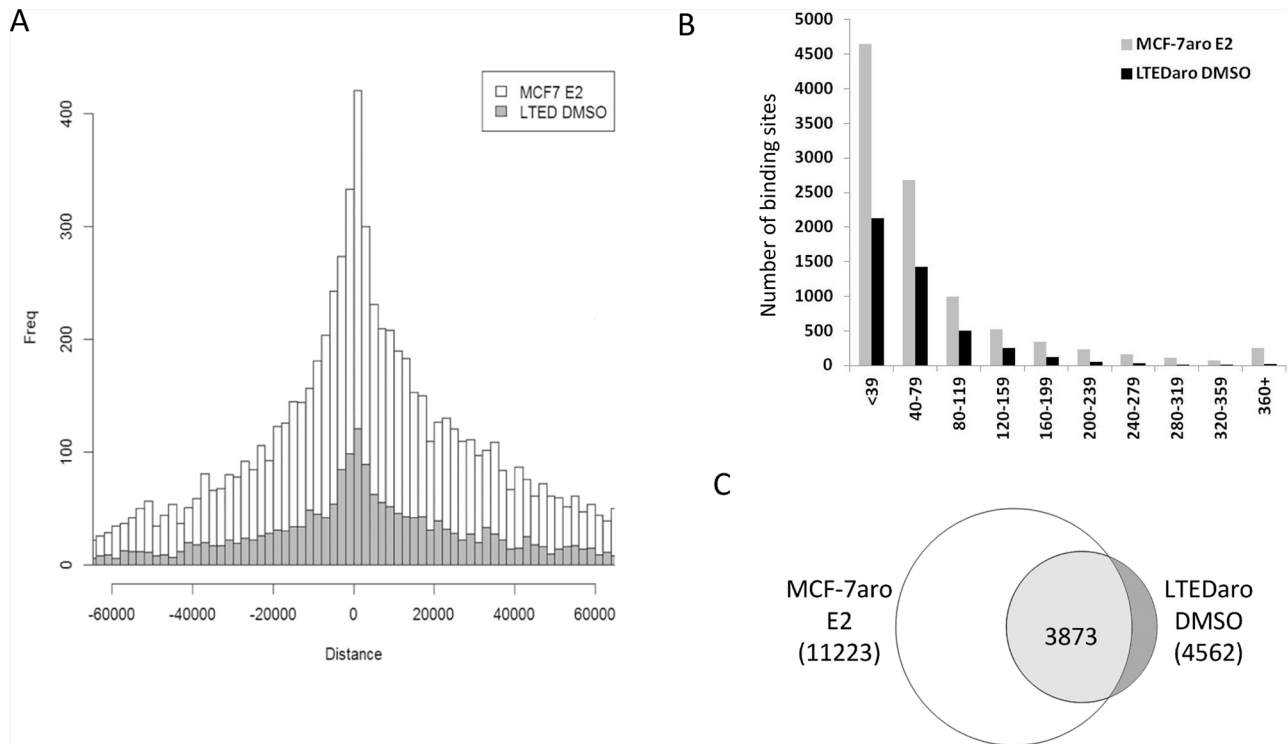 A
MCF7 E2
LTED DMSO
400
300
200
100
0
Freq
-60000 -40000 -20000 0 20000 40000 60000
Distance
B
MCF-7aro E2
LTEDaro DMSO
5000
4500
4000
3500
3000
2500
2000
1500
1000
500
0
Number of binding sites
<39
40-79
80-119
120-159
160-199
200-239
240-279
280-319
320-359
360+
C
MCF-7aro
E2
(11223)
3873
LTEDaro
DMSO
(4562)